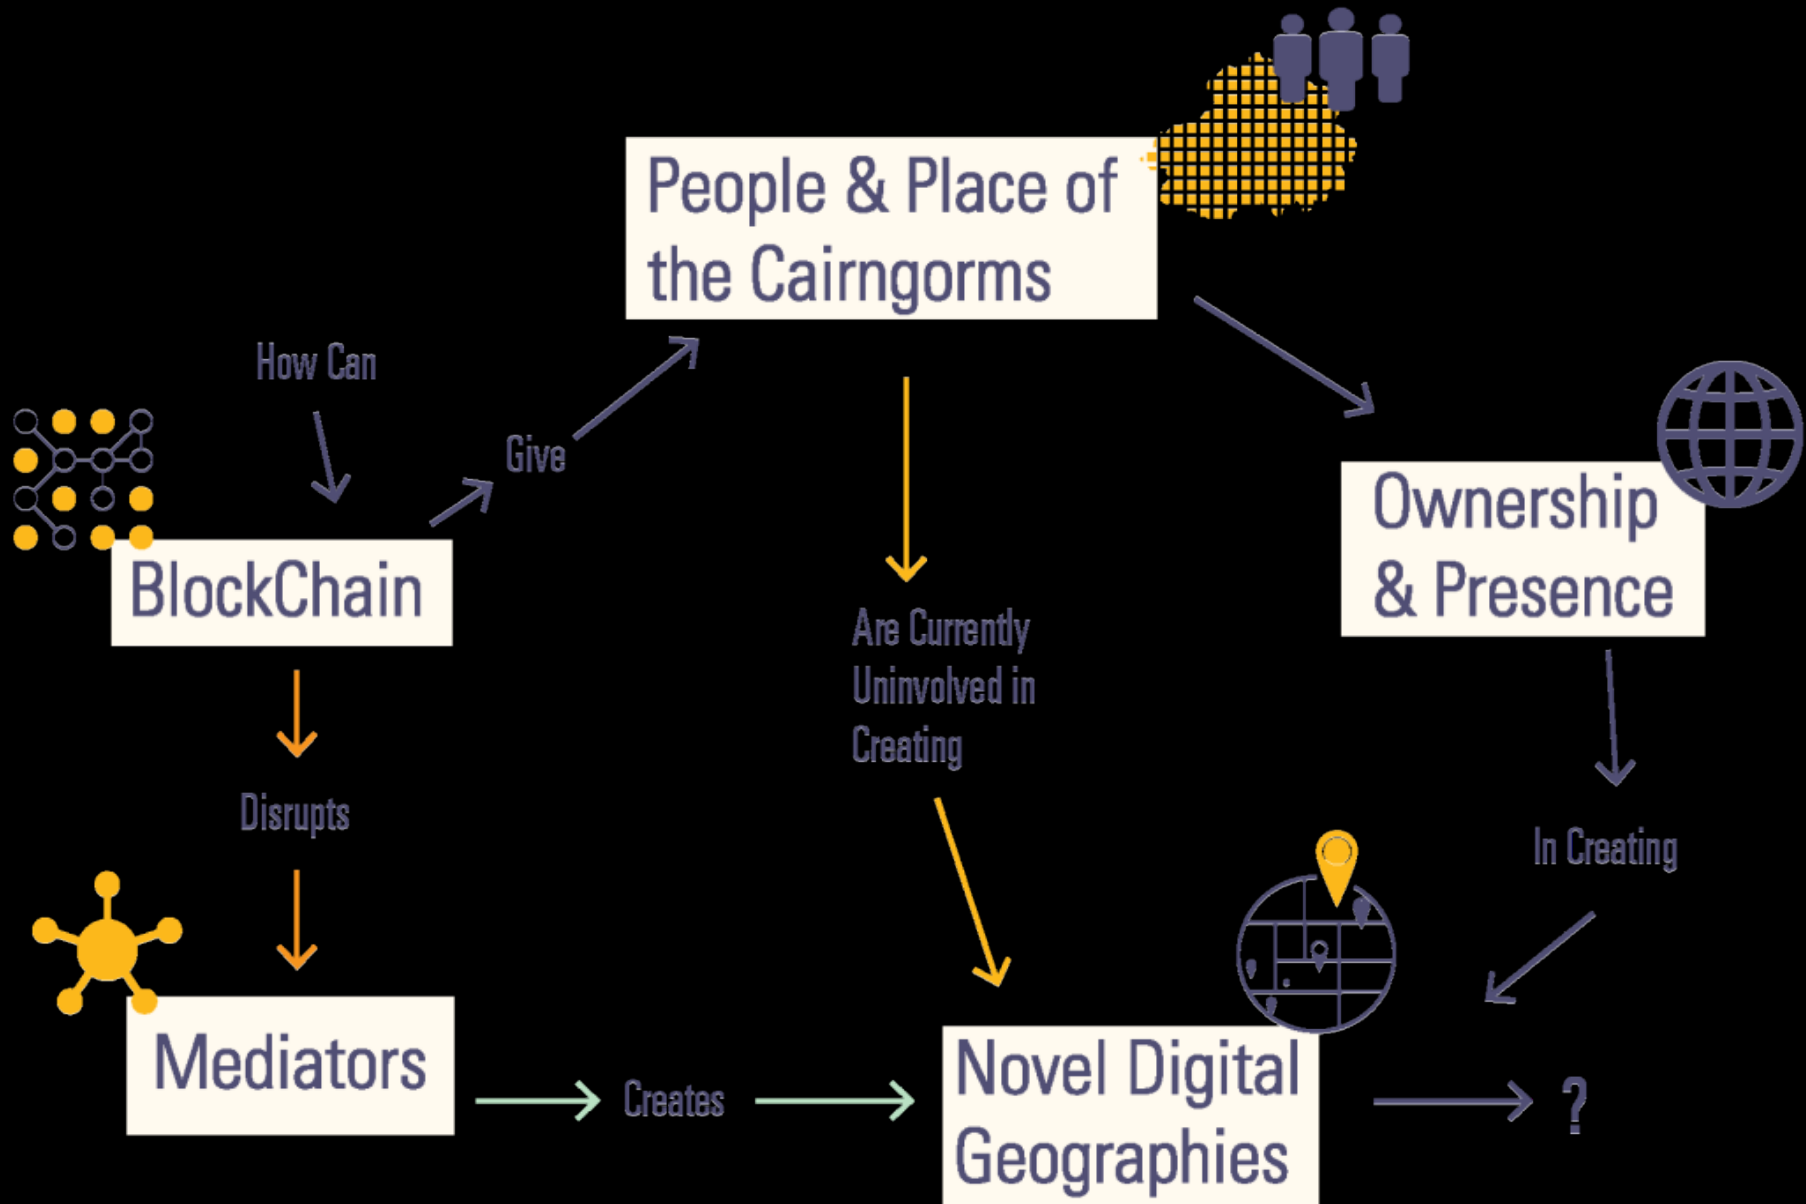 People & Place of
the Cairngorms
How Can
Give
BlockChain
Ownership
& Presence
Are Currently
Uninvolved in
Creating
Disrupts
In Creating
Mediators
Creates
Novel Digital
Geographies
?